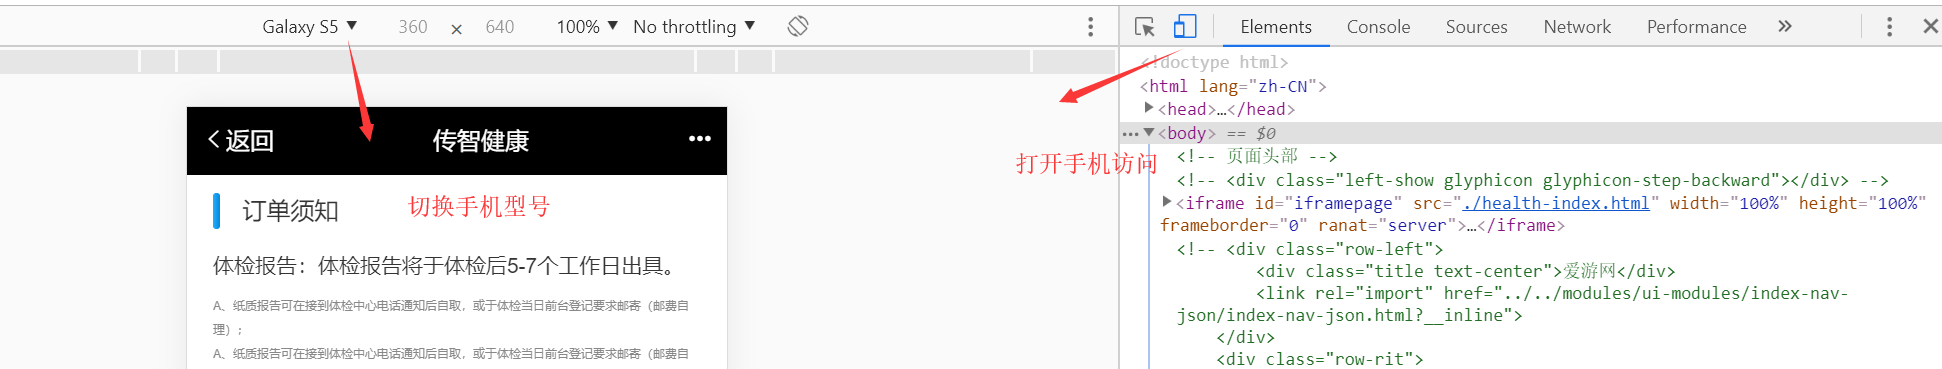 Galaxy S5 ▼ 360 × 640 100% ▼ No throttling ▼
Elements Console Sources Network Performance »
<!doctype html>
<html lang="zh-CN">
▶<head>…</head>
…▼<body> == $0
<!-- 页面头部 -->
<!-- <div class="left-show glyphicon glyphicon-step-backward"></div> -->
▶<iframe id="iframepage" src="./health-index.html" width="100%" height="100%"
frameborder="0" ranat="server">…</iframe>
<!-- <div class="row-left">
<div class="title text-center">爱游网</div>
<link rel="import" href="../../modules/ui-modules/index-nav-
json/index-nav-json.html?__inline">
</div>
<div class="row-rit">
打开手机访问
返回 传智健康 •••
订单须知
切换手机型号
体检报告：体检报告将于体检后5-7个工作日出具。
A、纸质报告可在接到体检中心电话通知后自取，或于体检当日前台登记要求邮寄（邮费自
理）；
A、纸质报告可在接到体检中心电话通知后自取，或于体检当日前台登记要求邮寄（邮费自